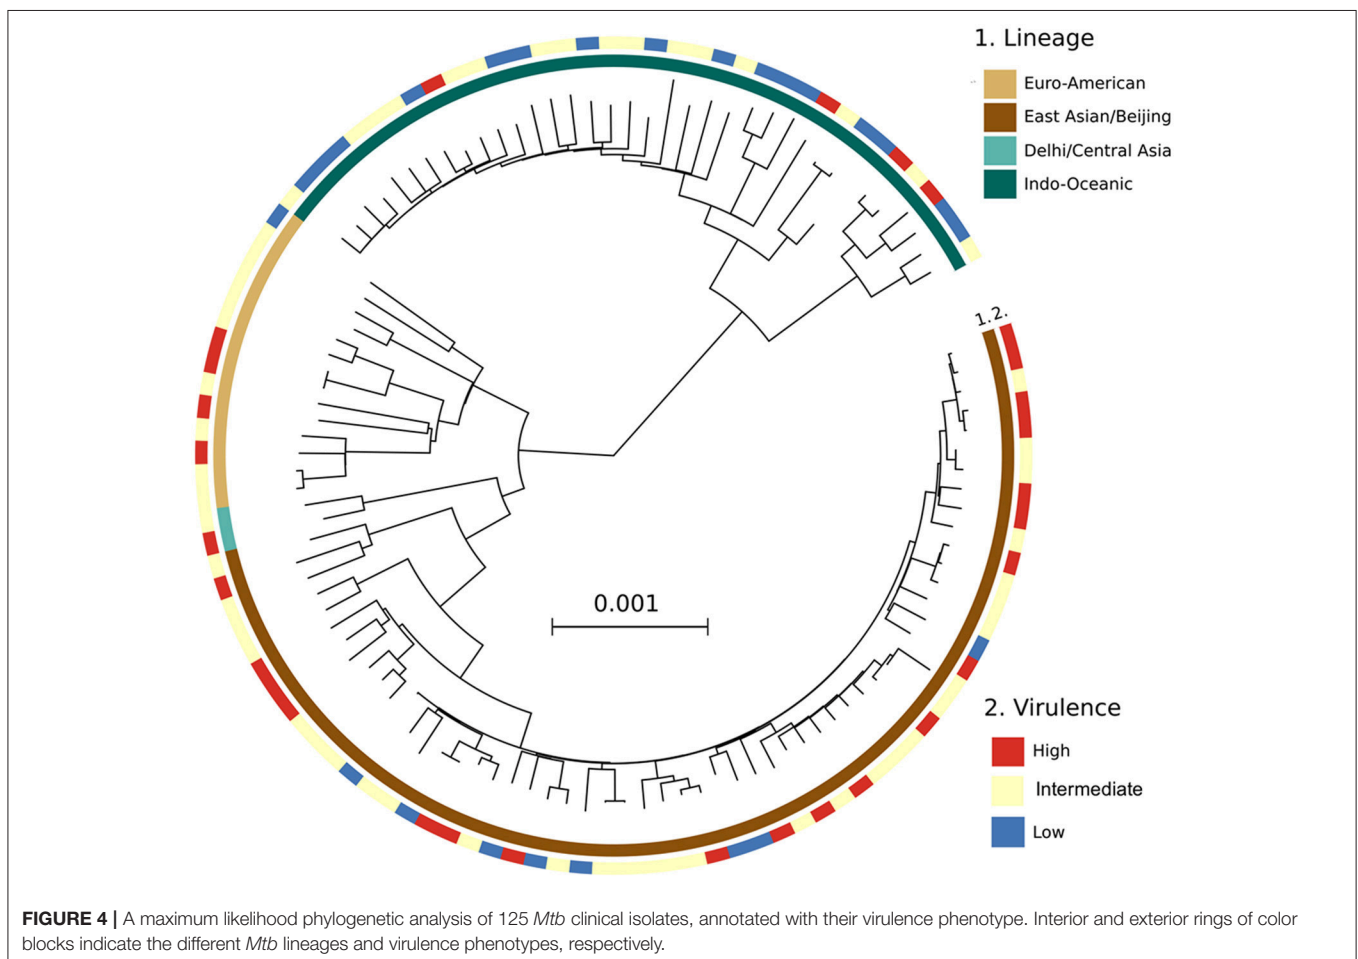 1. Lineage
Euro-American
East Asian/Beijing
Delhi/Central Asia
Indo-Oceanic
1.2.
0.001
2. Virulence
High
Intermediate
Low
FIGURE 4 | A maximum likelihood phylogenetic analysis of 125 Mtb clinical isolates, annotated with their virulence phenotype. Interior and exterior rings of color
blocks indicate the different Mtb lineages and virulence phenotypes, respectively.